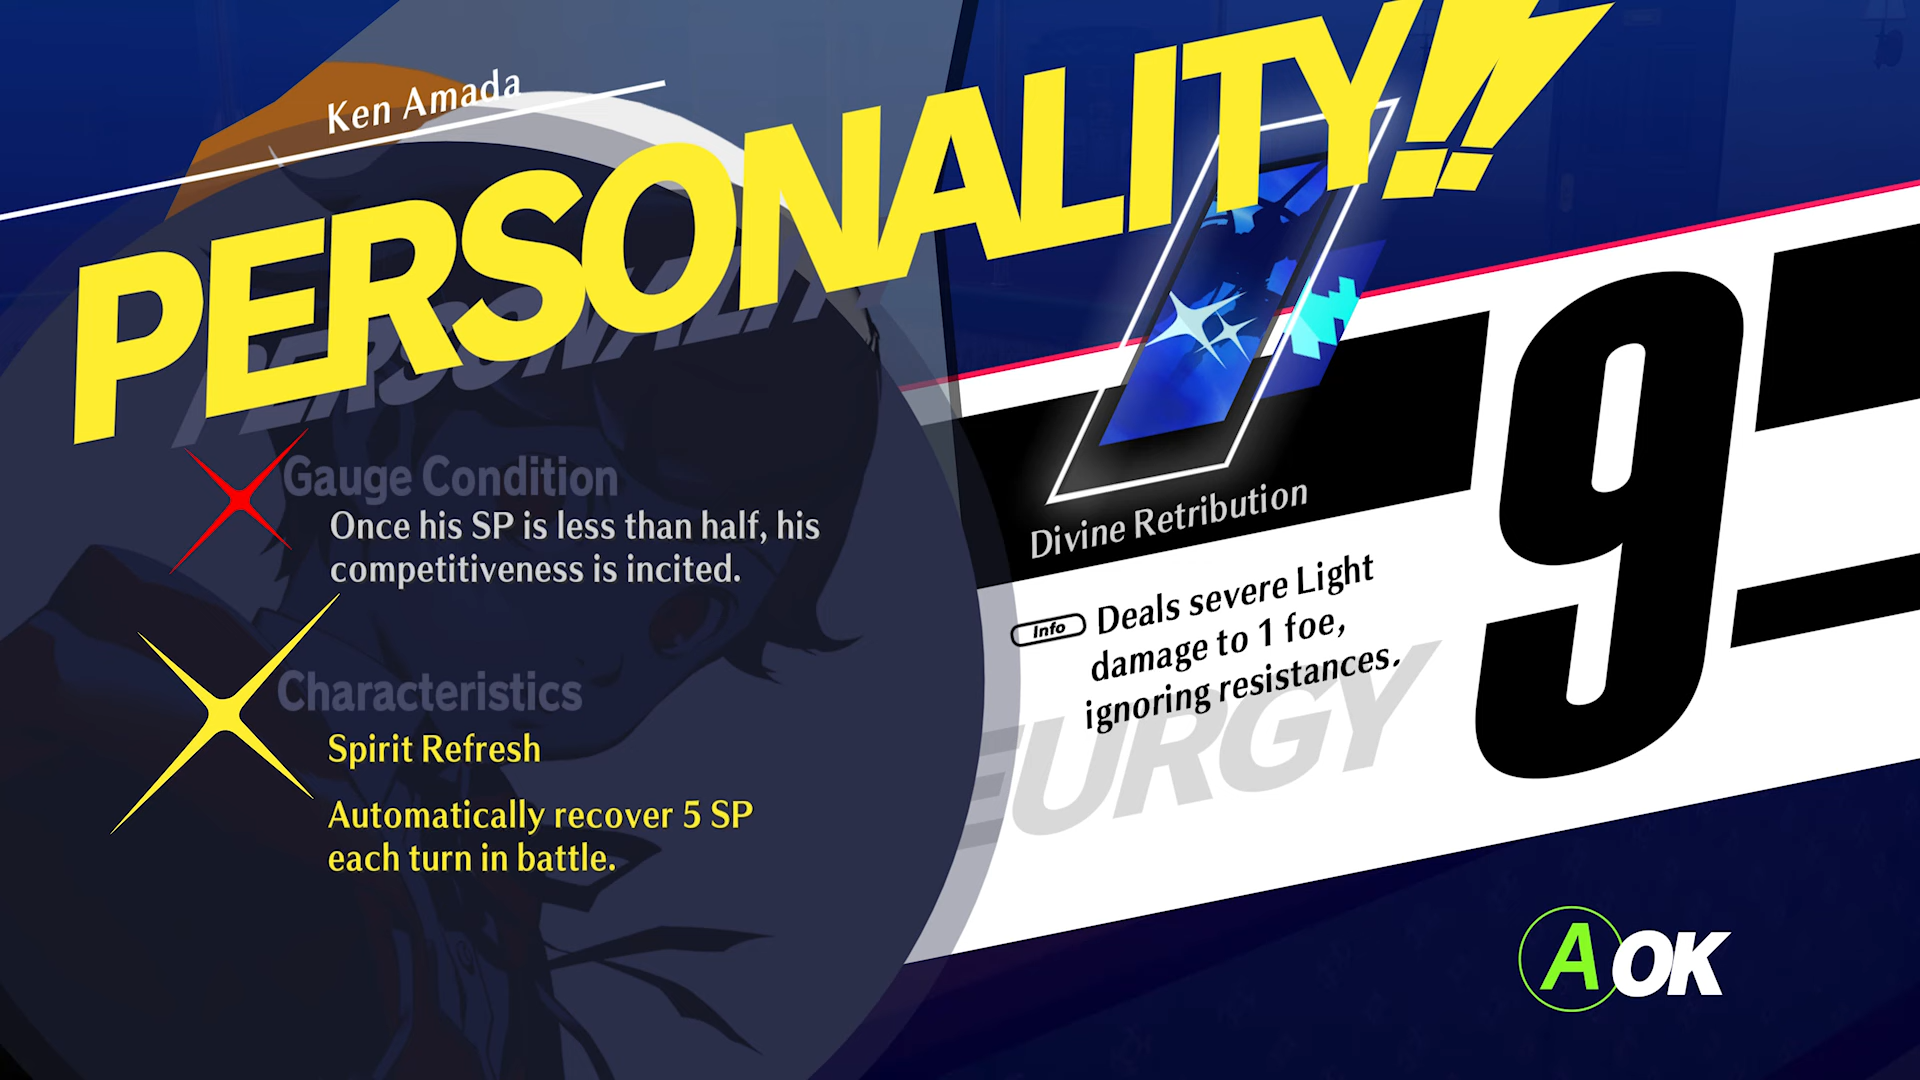 Ken Amada
PERSONALITY!!
PERSONALIT
Gauge Condition
Once his SP is less than half, his
competitiveness is incited.
Characteristics
Spirit Refresh
Automatically recover 5 SP
each turn in battle.
Divine Retribution
Info Deals severe Light
damage to 1 foe,
ignoring resistances.
EURGY
9
A OK